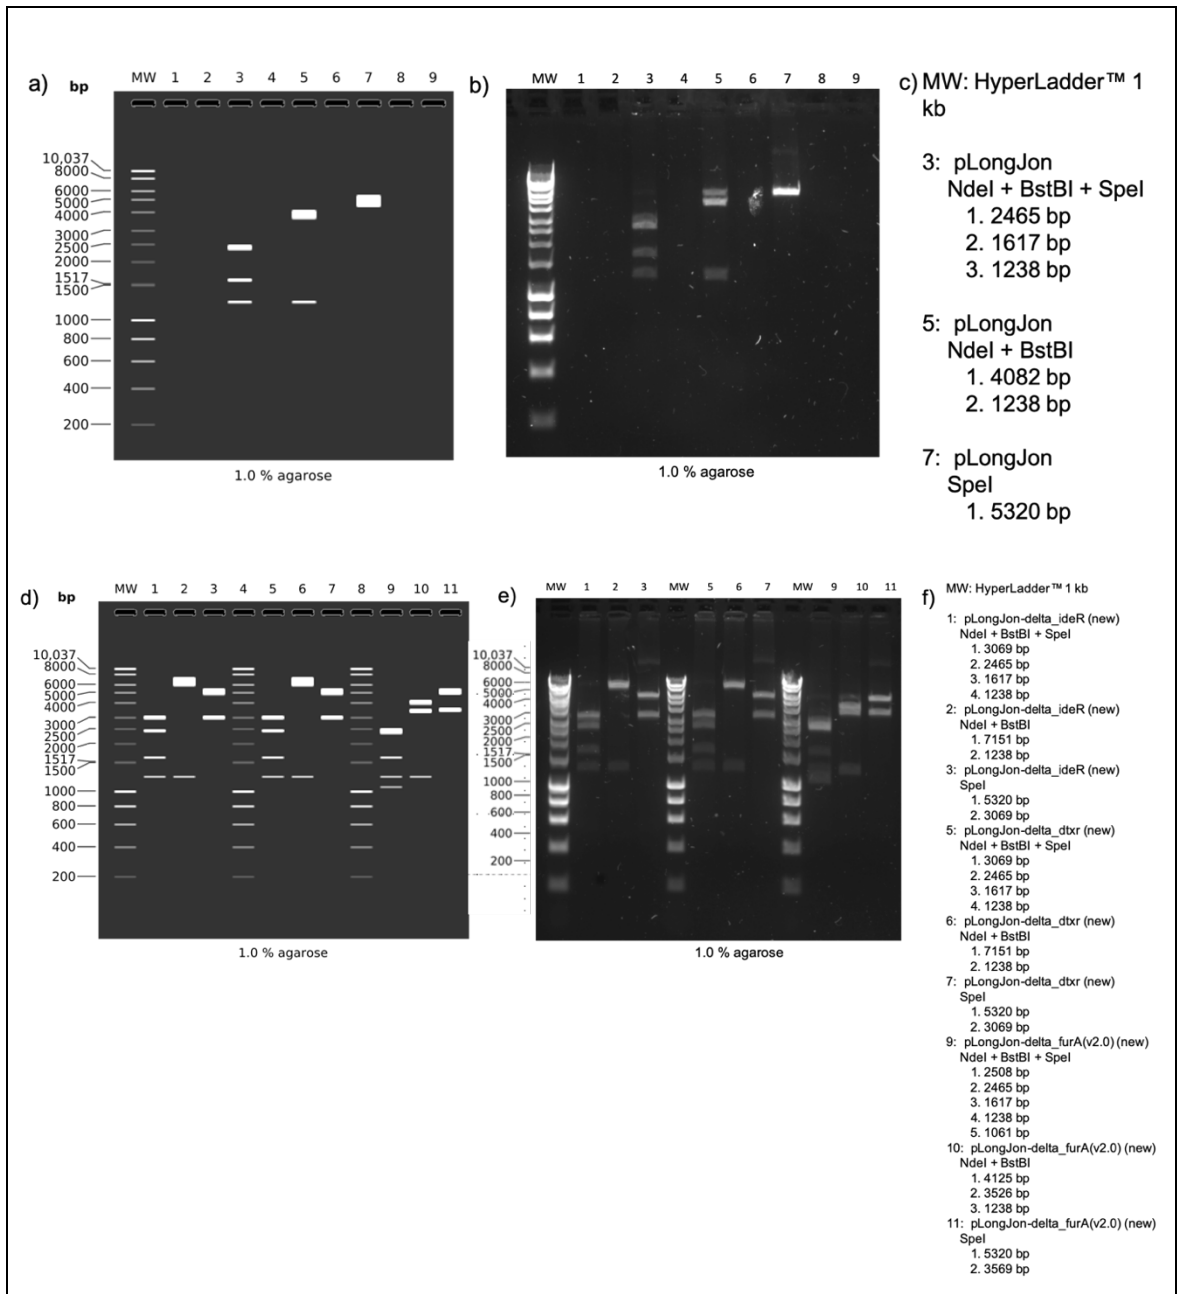 a) bp MW 1 2 3 4 5 6 7 8 9
10,037
8000
6000
5000
4000
3000
2500
2000
1517
1500
1000
800
600
400
200
1.0 % agarose
b) MW 1 2 3 4 5 6 7 8 9
1.0 % agarose
c) MW: HyperLadder™ 1
kb
3: pLongJon
NdeI + BstBI + SpeI
1. 2465 bp
2. 1617 bp
3. 1238 bp
5: pLongJon
NdeI + BstBI
1. 4082 bp
2. 1238 bp
7: pLongJon
SpeI
1. 5320 bp
d) bp MW 1 2 3 4 5 6 7 8 9 10 11
10,037
8000
6000
5000
4000
3000
2500
2000
1517
1500
1000
800
600
400
200
1.0 % agarose
e) MW 1 2 3 MW 5 6 7 MW 9 10 11
10,037
8000
6000
5000
4000
3000
2500
2000
1517
1500
1000
800
600
400
200
1.0 % agarose
f) MW: HyperLadder™ 1 kb
1: pLongJon-delta_ideR (new)
NdeI + BstBI + SpeI
1. 3069 bp
2. 2465 bp
3. 1617 bp
4. 1238 bp
2: pLongJon-delta_ideR (new)
NdeI + BstBI
1. 7151 bp
2. 1238 bp
3: pLongJon-delta_ideR (new)
SpeI
1. 5320 bp
2. 3069 bp
5: pLongJon-delta_dtxr (new)
NdeI + BstBI + SpeI
1. 3069 bp
2. 2465 bp
3. 1617 bp
4. 1238 bp
6: pLongJon-delta_dtxr (new)
NdeI + BstBI
1. 7151 bp
2. 1238 bp
7: pLongJon-delta_dtxr (new)
SpeI
1. 5320 bp
2. 3069 bp
9: pLongJon-delta_furA(v2.0) (new)
NdeI + BstBI + SpeI
1. 2508 bp
2. 2465 bp
3. 1617 bp
4. 1238 bp
5. 1061 bp
10: pLongJon-delta_furA(v2.0) (new)
NdeI + BstBI
1. 4125 bp
2. 3526 bp
3. 1238 bp
11: pLongJon-delta_furA(v2.0) (new)
SpeI
1. 5320 bp
2. 3569 bp